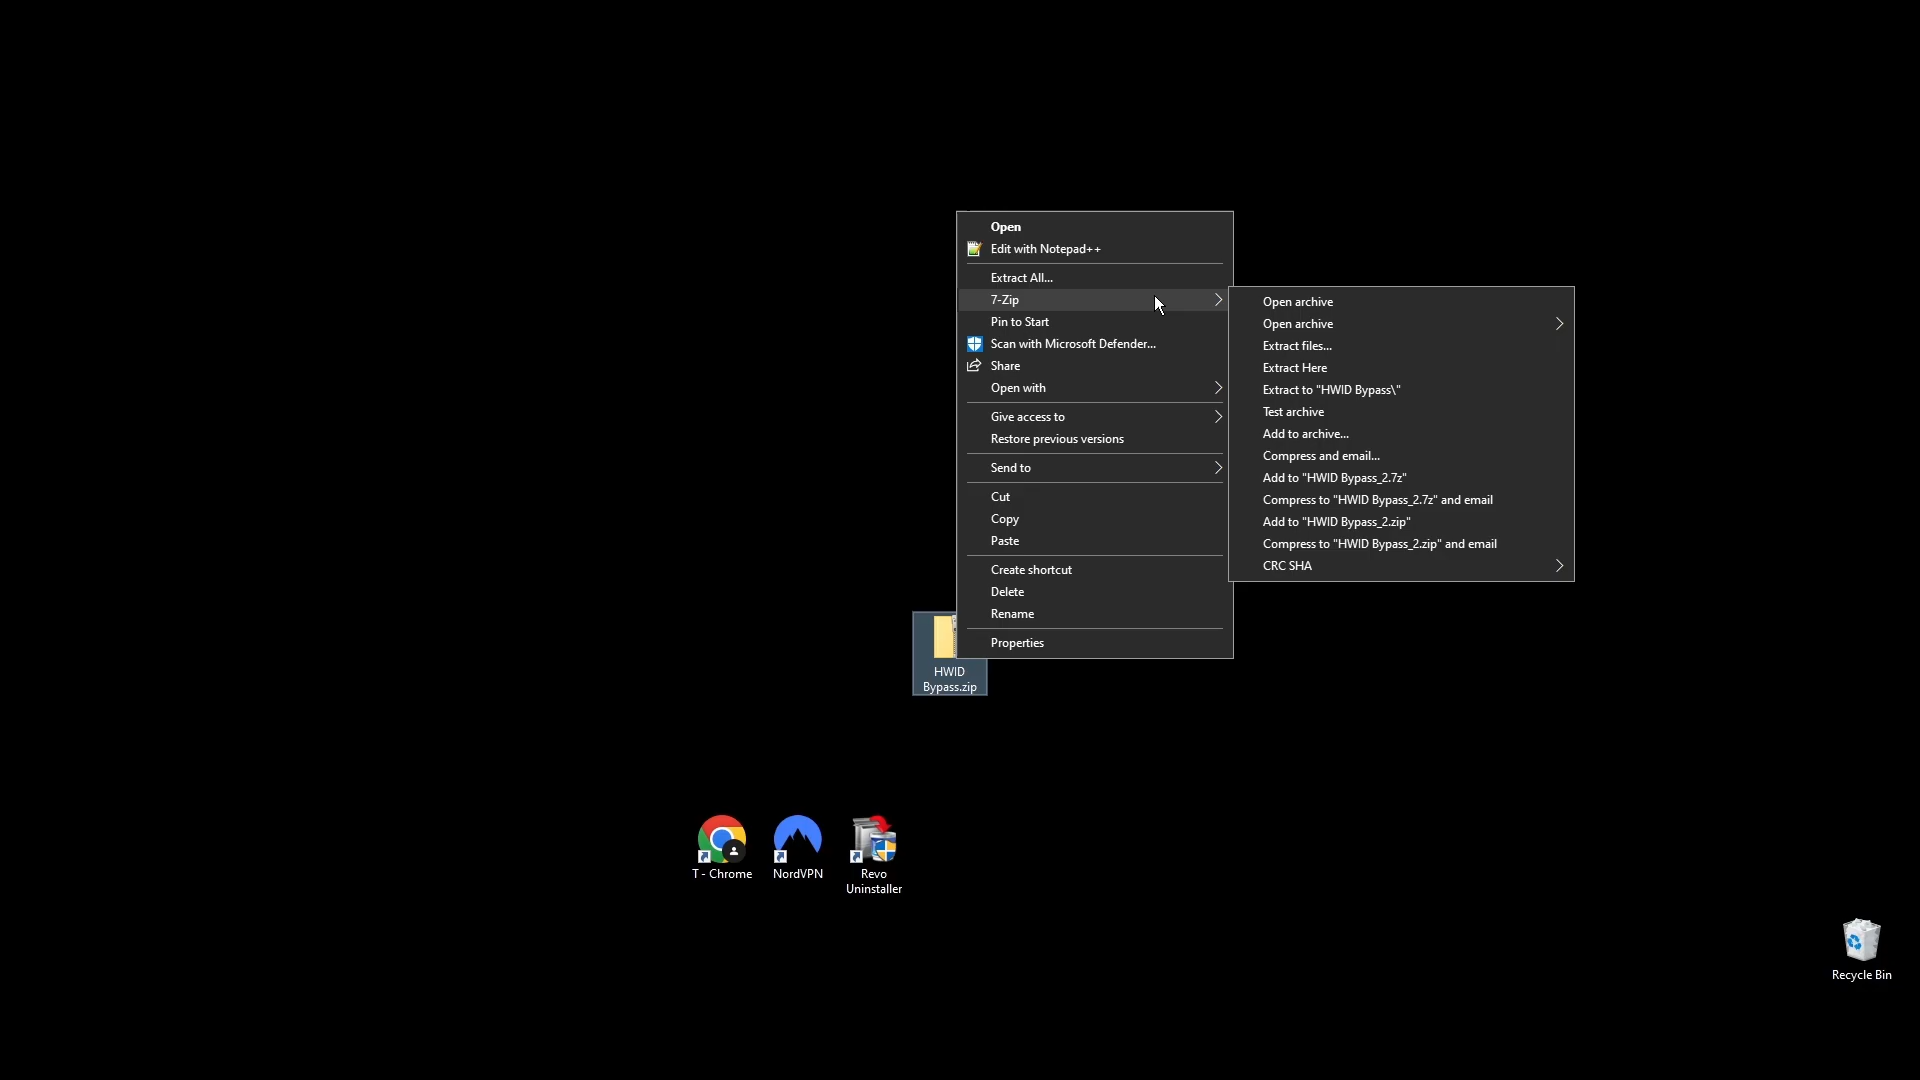 Open
Edit with Notepad++
Extract All...
7-Zip
Pin to Start
Scan with Microsoft Defender...
Share
Open with
Give access to
Restore previous versions
Send to
Cut
Copy
Paste
Create shortcut
Delete
Rename
Properties
Open archive
Open archive
Extract files...
Extract Here
Extract to "HWID Bypass\"
Test archive
Add to archive...
Compress and email...
Add to "HWID Bypass_2.7z"
Compress to "HWID Bypass_2.7z" and email
Add to "HWID Bypass_2.zip"
Compress to "HWID Bypass_2.zip" and email
CRC SHA
HWID
Bypass.zip
T - Chrome
NordVPN
Revo
Uninstaller
Recycle Bin